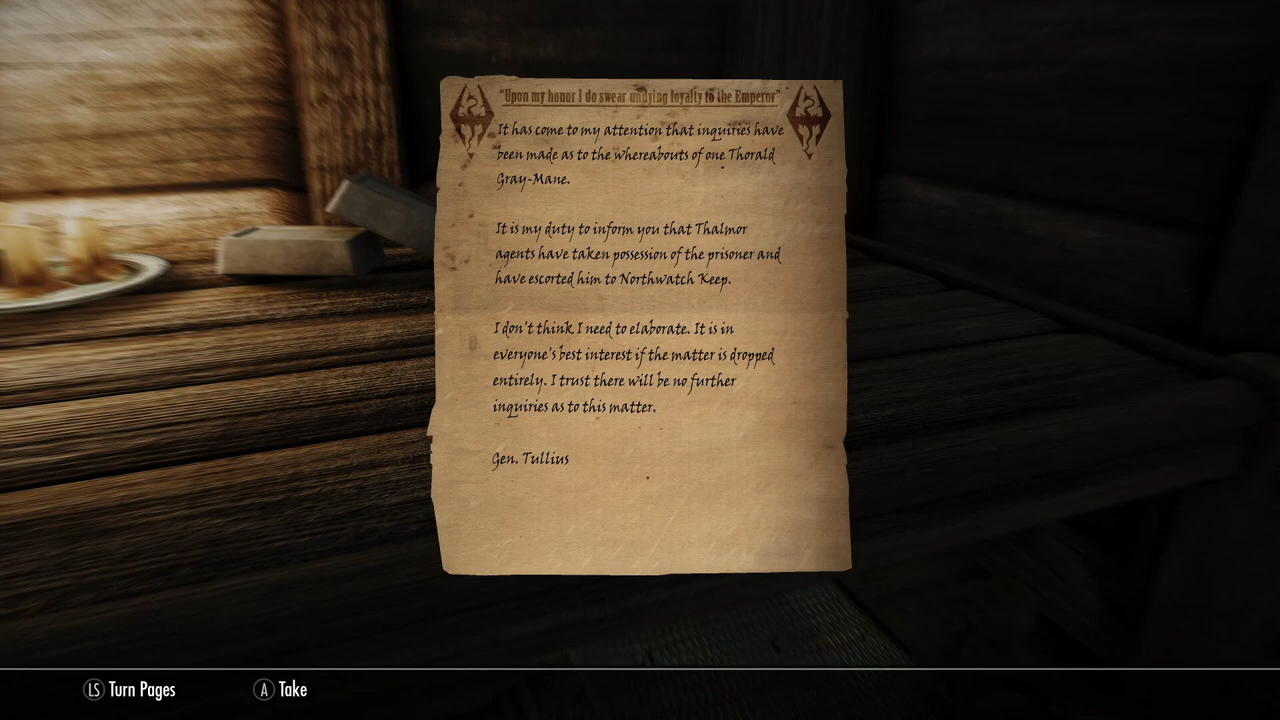 "Upon my honor I do swear undying loyalty to the Emperor"
It has come to my attention that inquiries have
been made as to the whereabouts of one Thorald
Gray-Mane.
It is my duty to inform you that Thalmor
agents have taken possession of the prisoner and
have escorted him to Northwatch Keep.
I don't think I need to elaborate. It is in
everyone's best interest if the matter is dropped
entirely. I trust there will be no further
inquiries as to this matter.
Gen. Tullius
LS Turn Pages
A Take